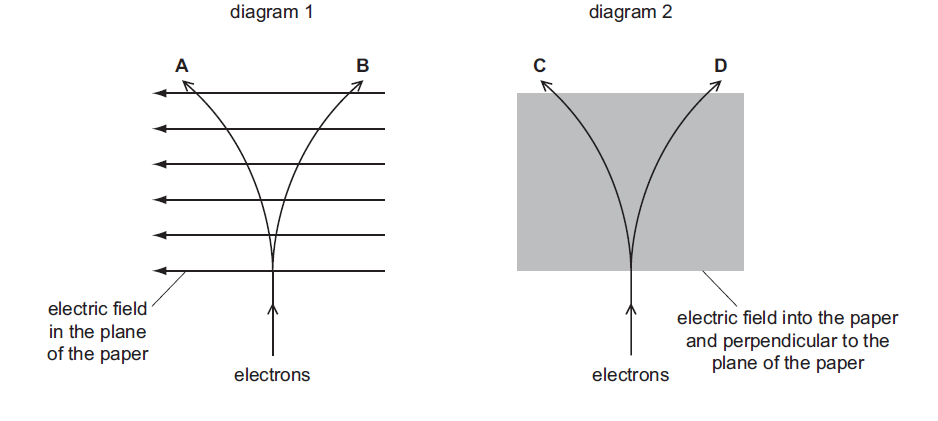 diagram 1
A
B
electric field
in the plane
of the paper
electrons
diagram 2
C
D
electric field into the paper
and perpendicular to the
plane of the paper
electrons